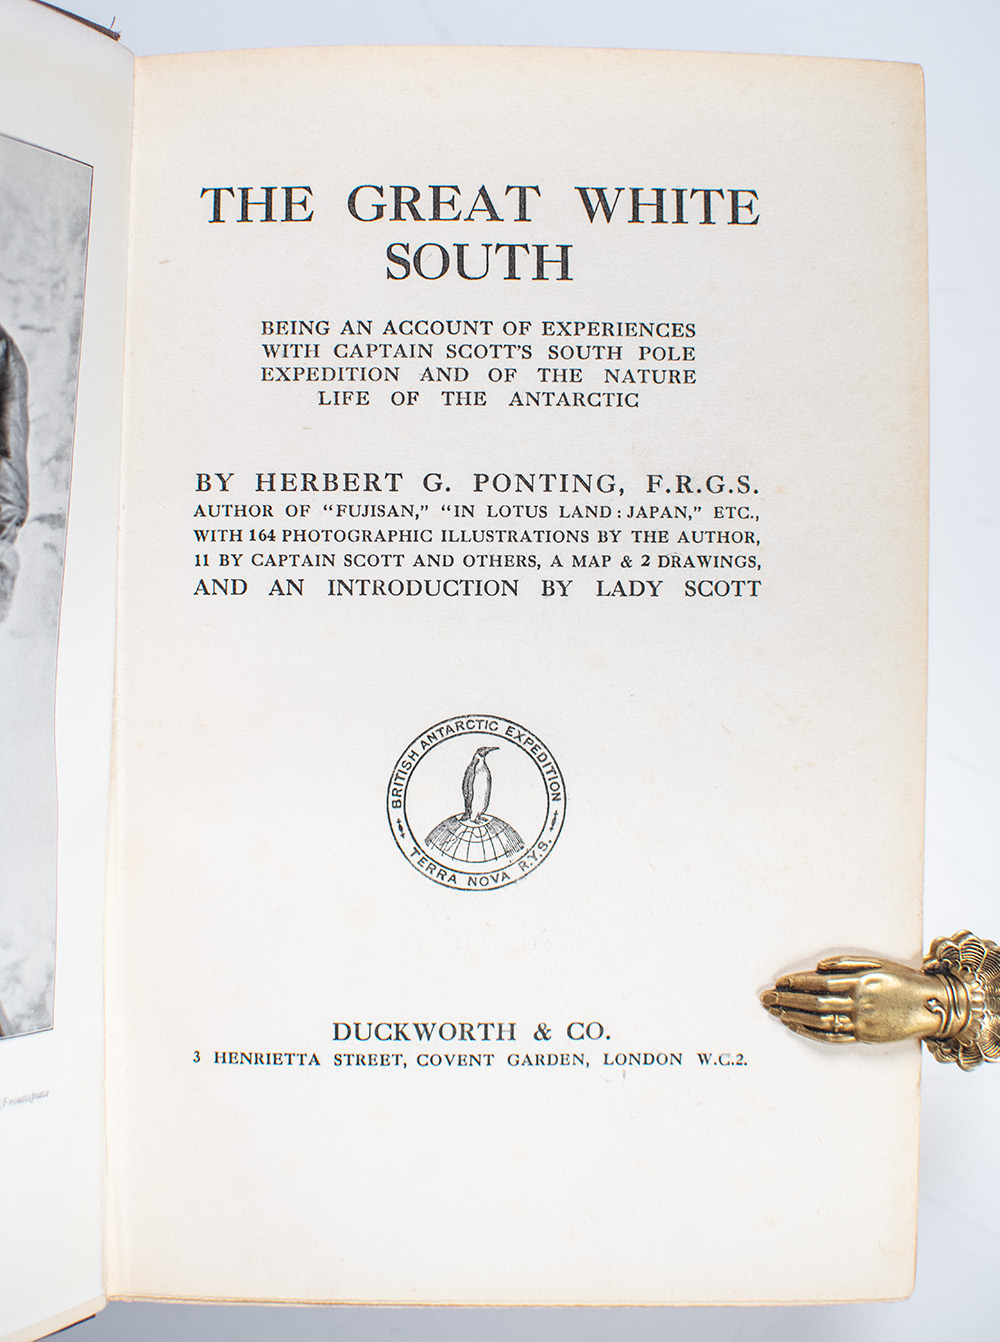 THE GREAT WHITE
SOUTH
BEING AN ACCOUNT OF EXPERIENCES
WITH CAPTAIN SCOTT'S SOUTH POLE
EXPEDITION AND OF THE NATURE
LIFE OF THE ANTARCTIC
BY HERBERT G. PONTING, F.R.G.S.
AUTHOR OF "FUJISAN," "IN LOTUS LAND: JAPAN," ETC.,
WITH 164 PHOTOGRAPHIC ILLUSTRATIONS BY THE AUTHOR,
11 BY CAPTAIN SCOTT AND OTHERS, A MAP & 2 DRAWINGS,
AND AN INTRODUCTION BY LADY SCOTT
BRITISH ANTARCTIC EXPEDITION
TERRA NOVA R.Y.S.
DUCKWORTH & CO.
3 HENRIETTA STREET, COVENT GARDEN, LONDON W.C.2.
[Frontispiece